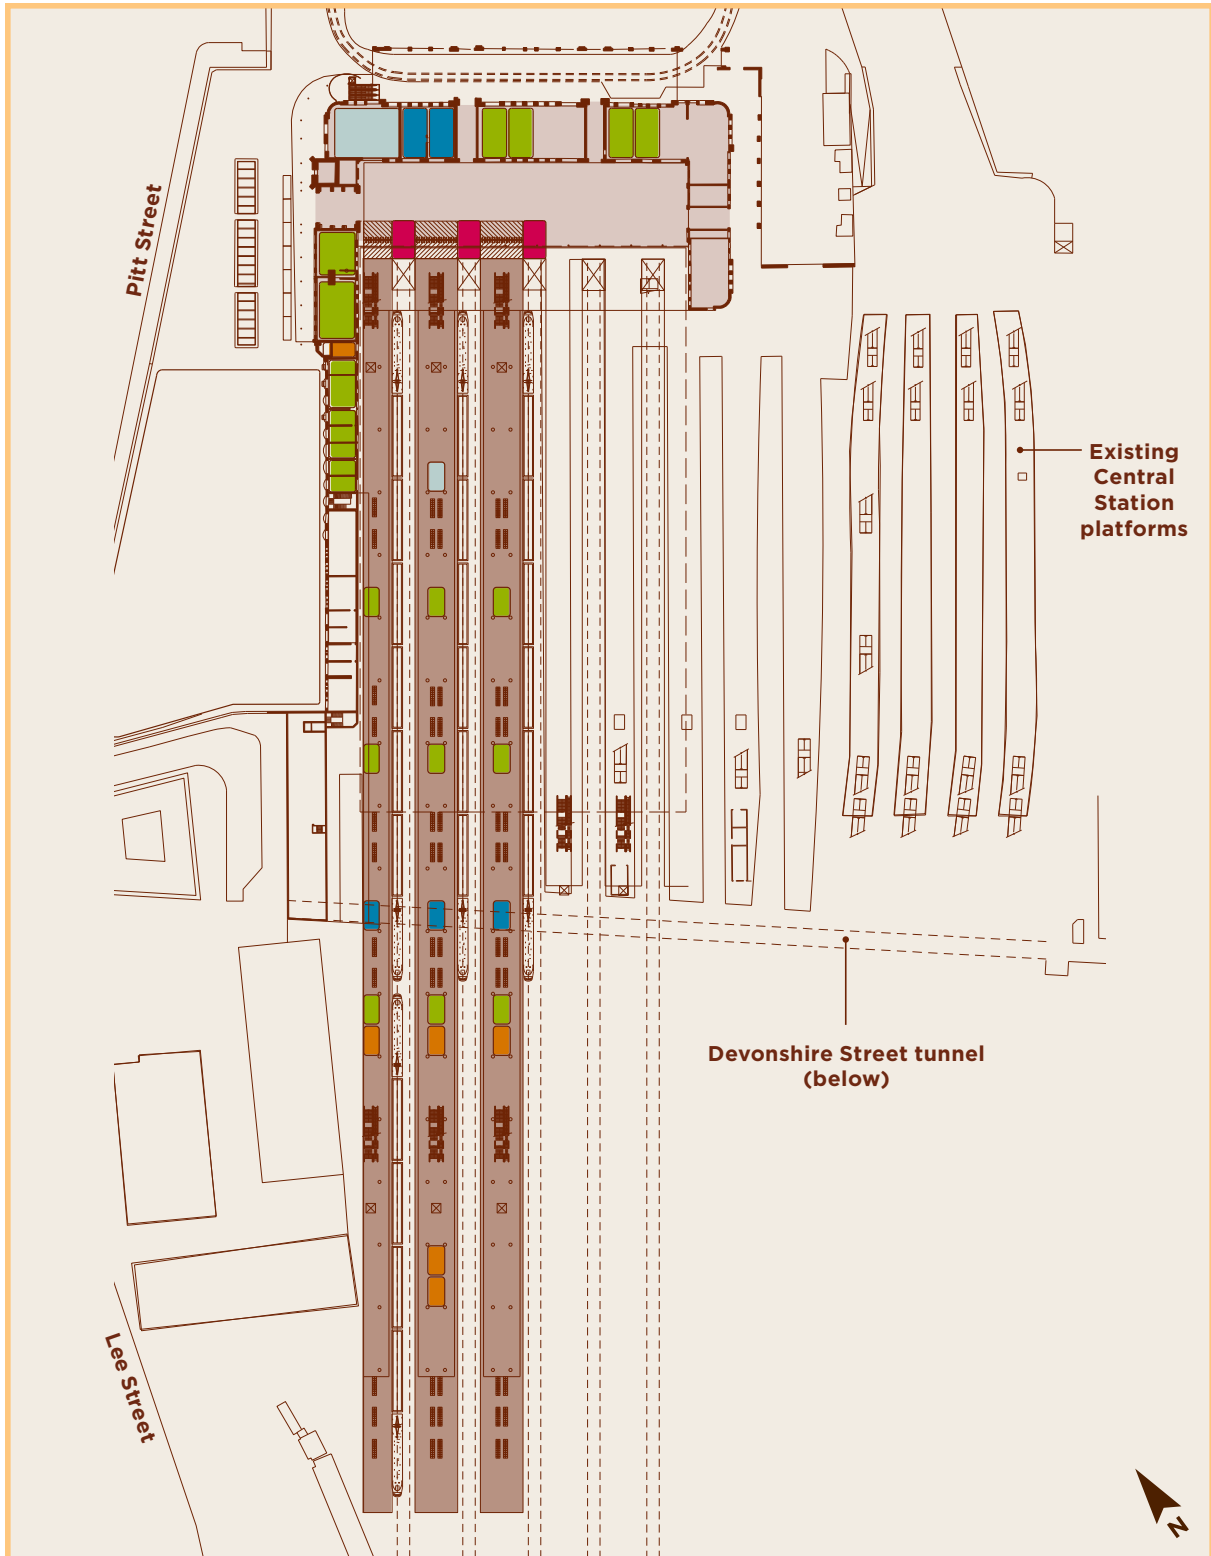 Pitt Street
Existing
Central
Station
platforms
Devonshire Street tunnel
(below)
Lee Street
N